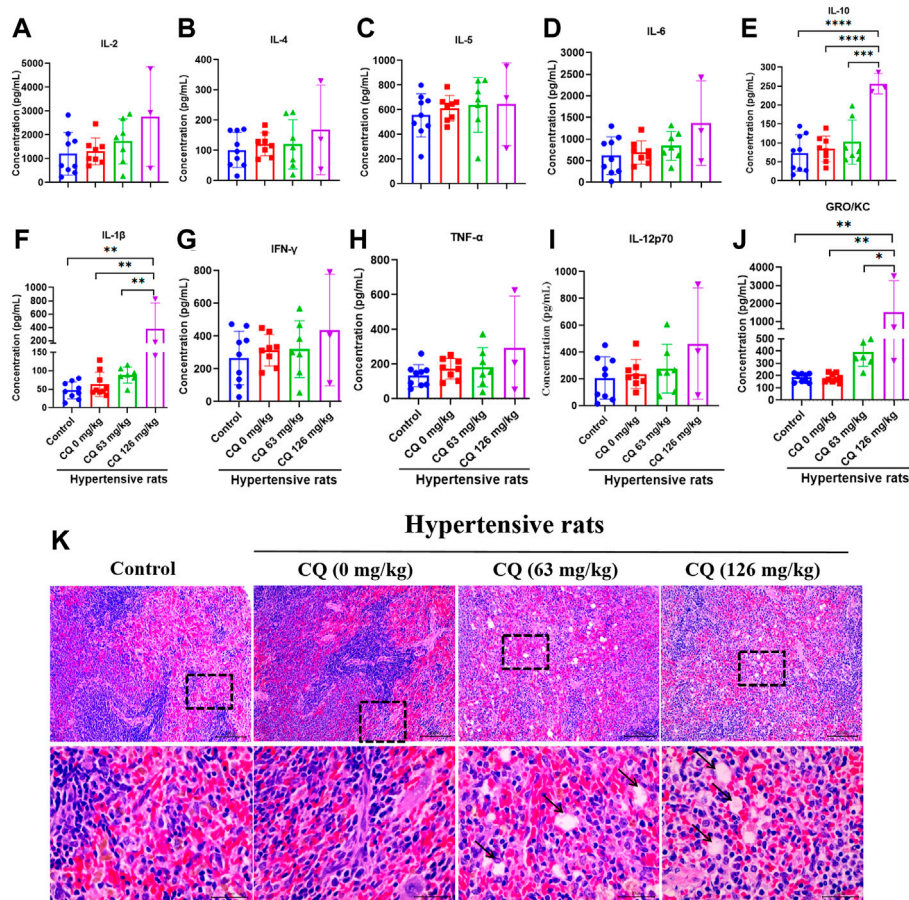 A
IL-2
Concentration (pg/mL)
5000
4000
3000
2000
1000
0
B
IL-4
Concentration (pg/mL)
400
300
200
100
0
C
IL-5
Concentration (pg/mL)
1000
800
600
400
200
0
D
IL-6
Concentration (pg/mL)
2500
2000
1500
1000
500
0
E
IL-10
Concentration (pg/mL)
300
250
200
150
100
50
0
****
****
***
F
IL-1β
Concentration (pg/mL)
1000
800
600
400
200
150
100
50
0
**
**
**
Control
CQ 0 mg/kg
CQ 63 mg/kg
CQ 126 mg/kg
Hypertensive rats
G
IFN-γ
Concentration (pg/mL)
800
600
400
200
0
Control
CQ 0 mg/kg
CQ 63 mg/kg
CQ 126 mg/kg
Hypertensive rats
H
TNF-α
Concentration (pg/mL)
800
600
400
200
0
Control
CQ 0 mg/kg
CQ 63 mg/kg
CQ 126 mg/kg
Hypertensive rats
I
IL-12p70
Concentration (pg/mL)
1000
800
600
400
200
0
Control
CQ 0 mg/kg
CQ 63 mg/kg
CQ 126 mg/kg
Hypertensive rats
J
GRO/KC
Concentration (pg/mL)
4000
3000
2000
1000
500
400
300
200
100
0
**
**
*
Control
CQ 0 mg/kg
CQ 63 mg/kg
CQ 126 mg/kg
Hypertensive rats
K
Hypertensive rats
Control
CQ (0 mg/kg)
CQ (63 mg/kg)
CQ (126 mg/kg)